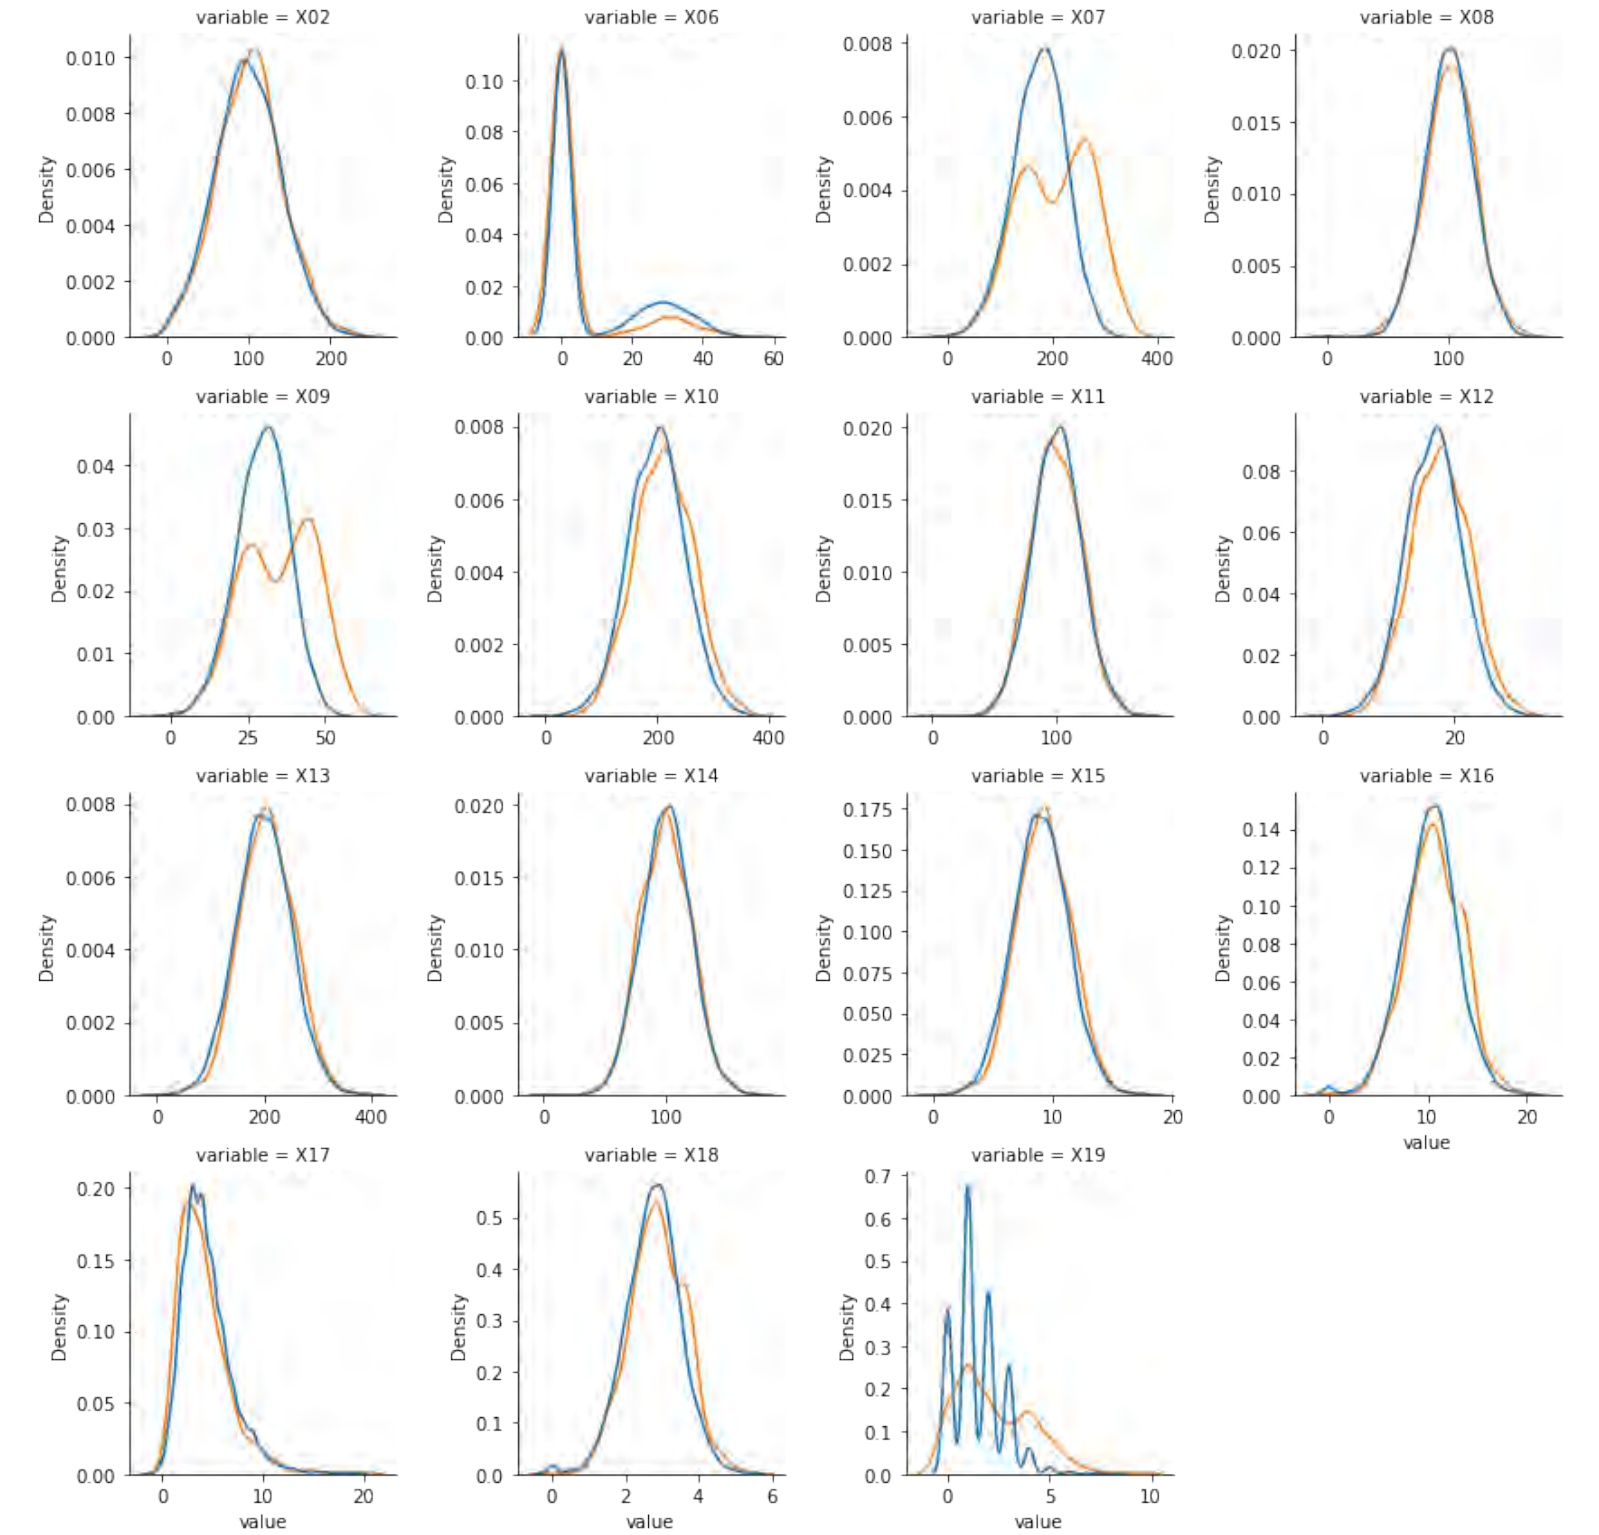 variable = X02
0.010
0.008
0.006
0.004
0.002
0.000
Density
0 100 200
variable = X06
0.10
0.08
0.06
0.04
0.02
0.00
Density
0 20 40 60
variable = X07
0.008
0.006
0.004
0.002
0.000
Density
0 200 400
variable = X08
0.020
0.015
0.010
0.005
0.000
Density
0 100
variable = X09
0.04
0.03
0.02
0.01
0.00
Density
0 25 50
variable = X10
0.008
0.006
0.004
0.002
0.000
Density
0 200 400
variable = X11
0.020
0.015
0.010
0.005
0.000
Density
0 100
variable = X12
0.08
0.06
0.04
0.02
0.00
Density
0 20
variable = X13
0.008
0.006
0.004
0.002
0.000
Density
0 200 400
variable = X14
0.020
0.015
0.010
0.005
0.000
Density
0 100
variable = X15
0.175
0.150
0.125
0.100
0.075
0.050
0.025
0.000
Density
0 10 20
variable = X16
0.14
0.12
0.10
0.08
0.06
0.04
0.02
0.00
Density
0 10 20
value
variable = X17
0.20
0.15
0.10
0.05
0.00
Density
0 10 20
value
variable = X18
0.5
0.4
0.3
0.2
0.1
0.0
Density
0 2 4 6
value
variable = X19
0.7
0.6
0.5
0.4
0.3
0.2
0.1
0.0
Density
0 5 10
value